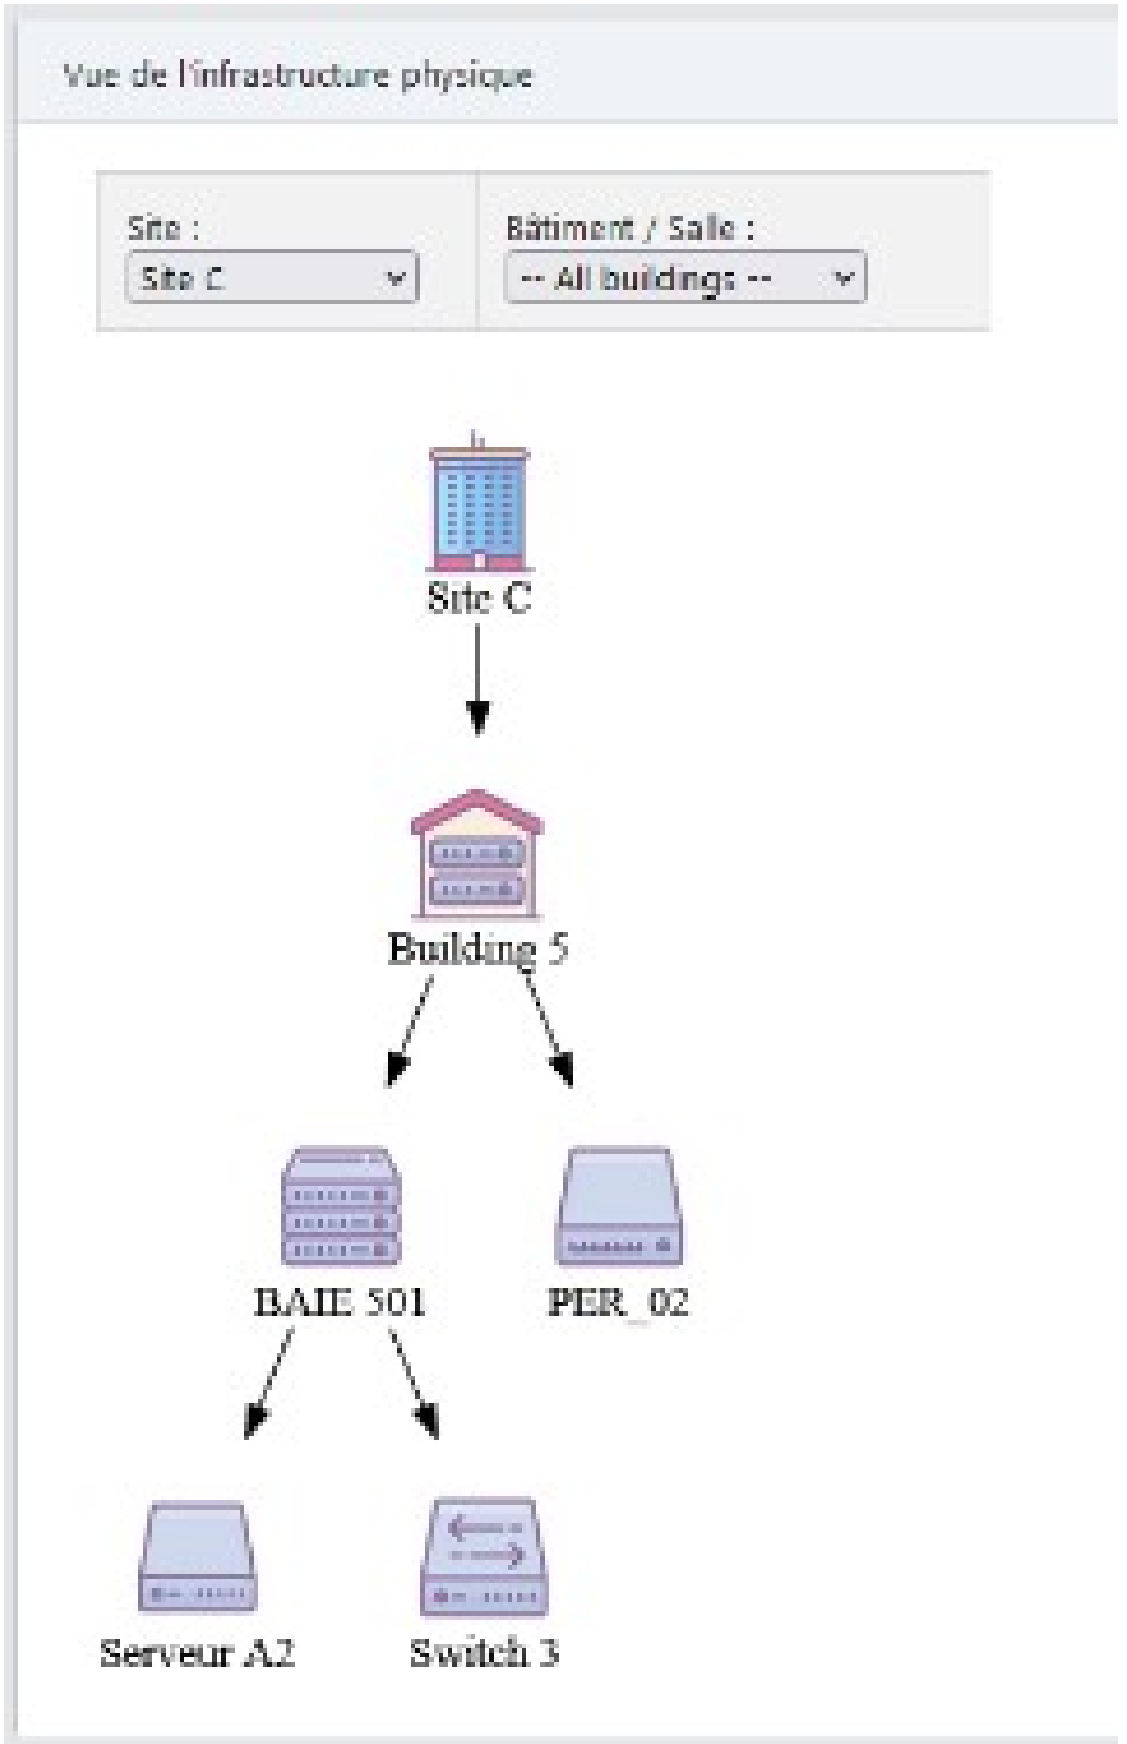 Vue de l'infrastructure physique
Site :
Bâtiment / Salle :
Site C
-- All buildings --
Site C
Building 5
BAIE 501
PER_02
Serveur A2
Switch 3